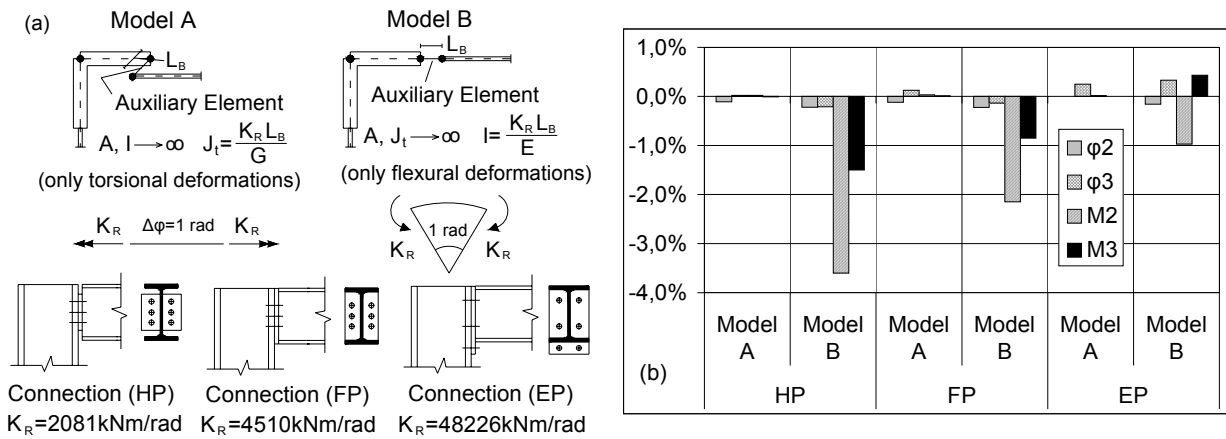 (a)
Model A
Model B
L_B
L_B
Auxiliary Element
Auxiliary Element
A, I → ∞ J_t = K_R L_B / G
A, J_t → ∞ I = K_R L_B / E
(only torsional deformations)
(only flexural deformations)
K_R Δφ=1 rad K_R
K_R 1 rad K_R
Connection (HP)
K_R=2081kNm/rad
Connection (FP)
K_R=4510kNm/rad
Connection (EP)
K_R=48226kNm/rad
1,0%
0,0%
-1,0%
-2,0%
-3,0%
-4,0%
φ2
φ3
M2
M3
Model A
Model B
Model A
Model B
Model A
Model B
(b)
HP
FP
EP